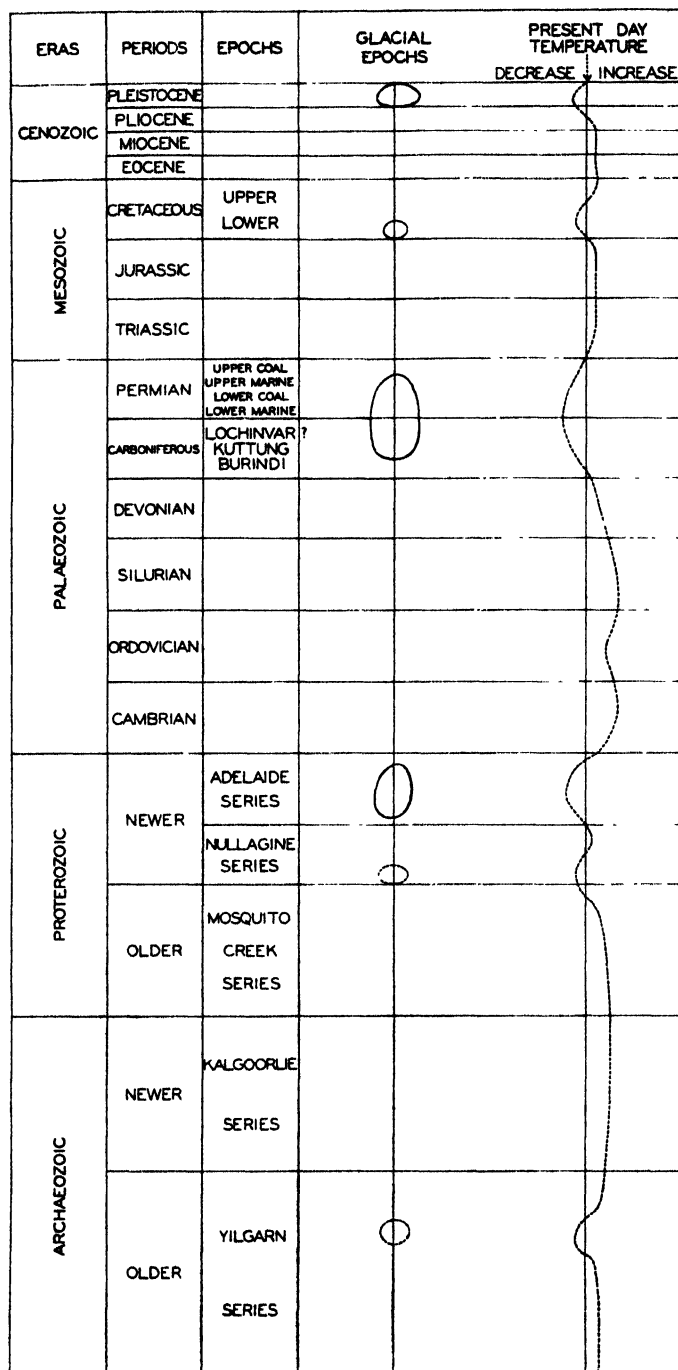 ERAS
PERIODS
EPOCHS
GLACIAL
EPOCHS
PRESENT DAY
TEMPERATURE
DECREASE
INCREASE
CENOZOIC
PLEISTOCENE
PLIOCENE
MIOCENE
EOCENE
MESOZOIC
CRETACEOUS
UPPER
LOWER
JURASSIC
TRIASSIC
PALAEOZOIC
PERMIAN
UPPER COAL
UPPER MARINE
LOWER COAL
LOWER MARINE
CARBONIFEROUS
LOCHINVAR ?
KUTTUNG
BURINDI
DEVONIAN
SILURIAN
ORDOVICIAN
CAMBRIAN
PROTEROZOIC
NEWER
ADELAIDE
SERIES
NULLAGINE
SERIES
OLDER
MOSQUITO
CREEK
SERIES
ARCHAEOZOIC
NEWER
KALGOORLIE
SERIES
OLDER
YILGARN
SERIES